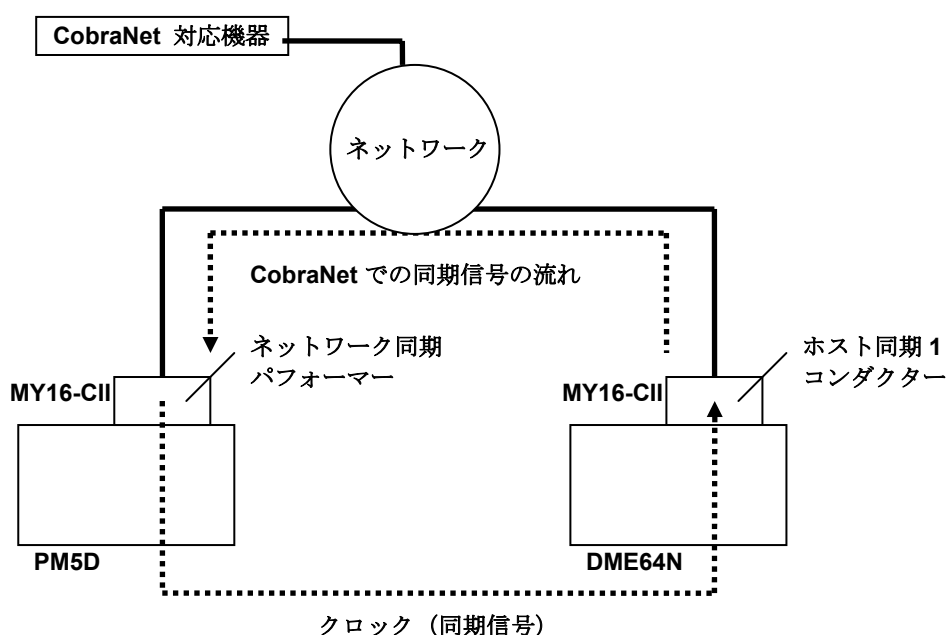 CobraNet 対応機器
ネットワーク
CobraNet での同期信号の流れ
ネットワーク同期
パフォーマー
ホスト同期 1
コンダクター
MY16-CII
MY16-CII
PM5D
DME64N
クロック（同期信号）